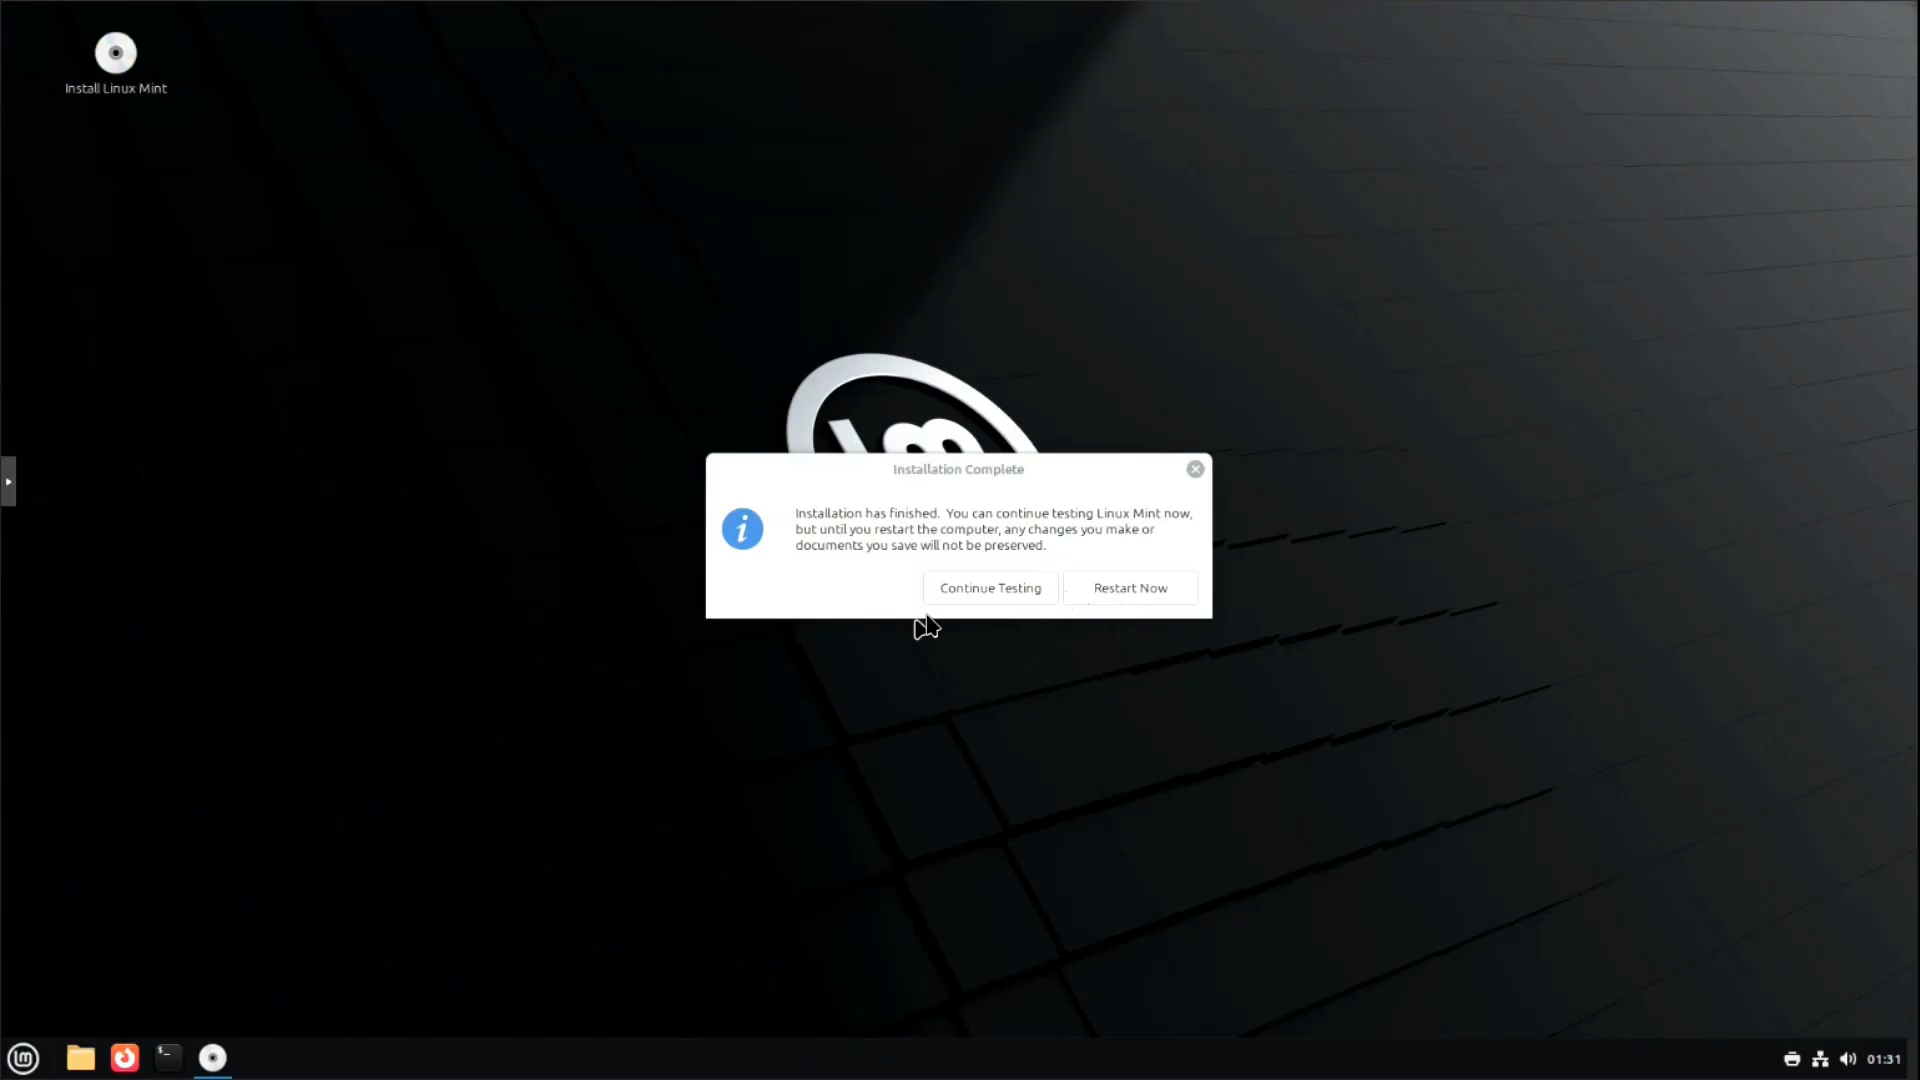 Install Linux Mint
Installation Complete
Installation has finished.  You can continue testing Linux Mint now,
but until you restart the computer, any changes you make or
documents you save will not be preserved.
Continue Testing
Restart Now
01:31